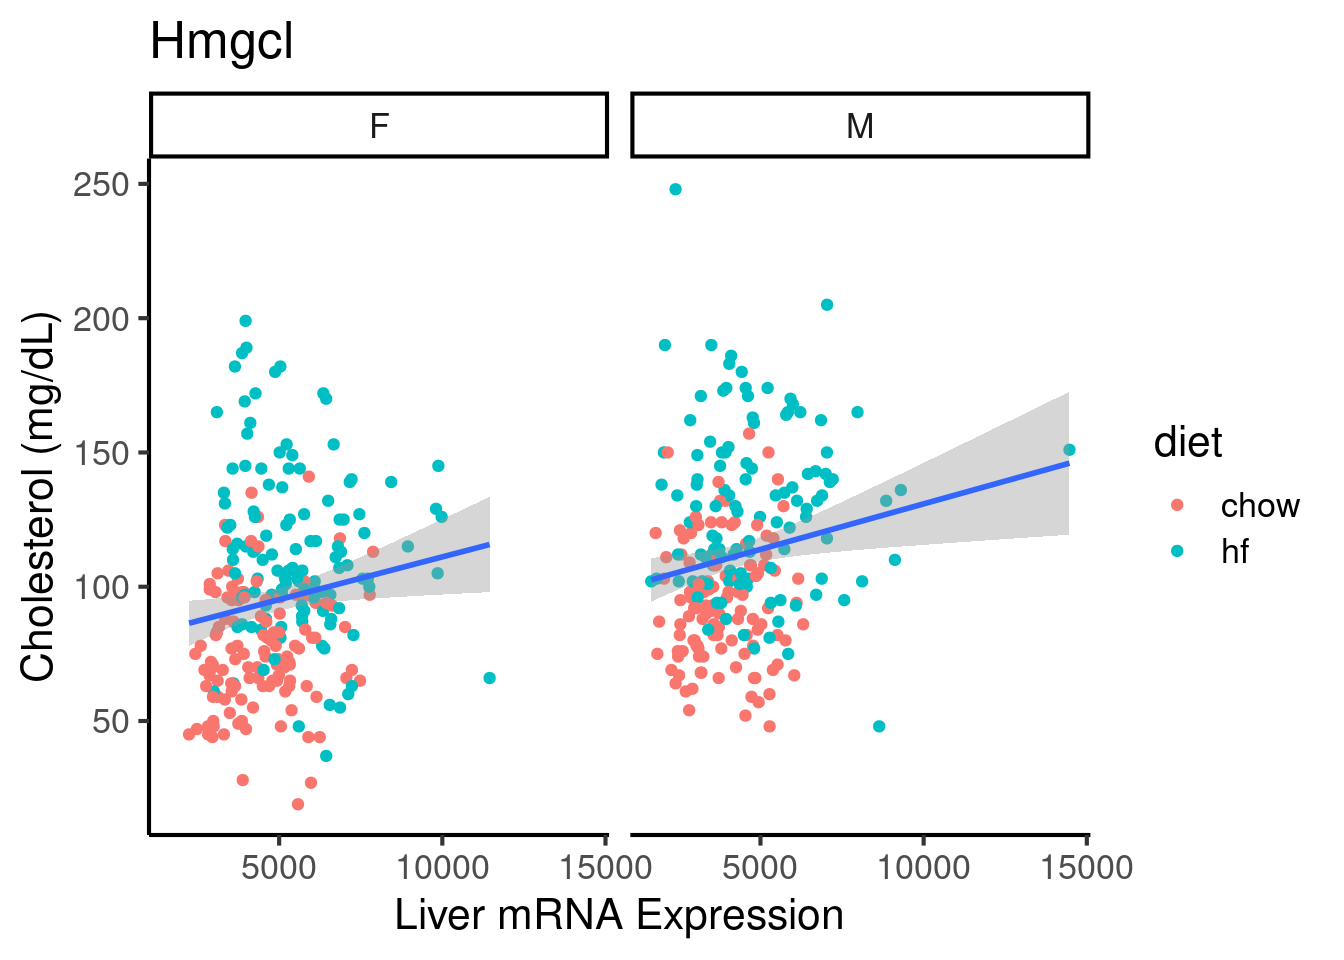 Hmgcl
F M
250
200
150
100
50
Cholesterol (mg/dL)
5000 10000 15000 5000 10000 15000
Liver mRNA Expression
diet
chow
hf